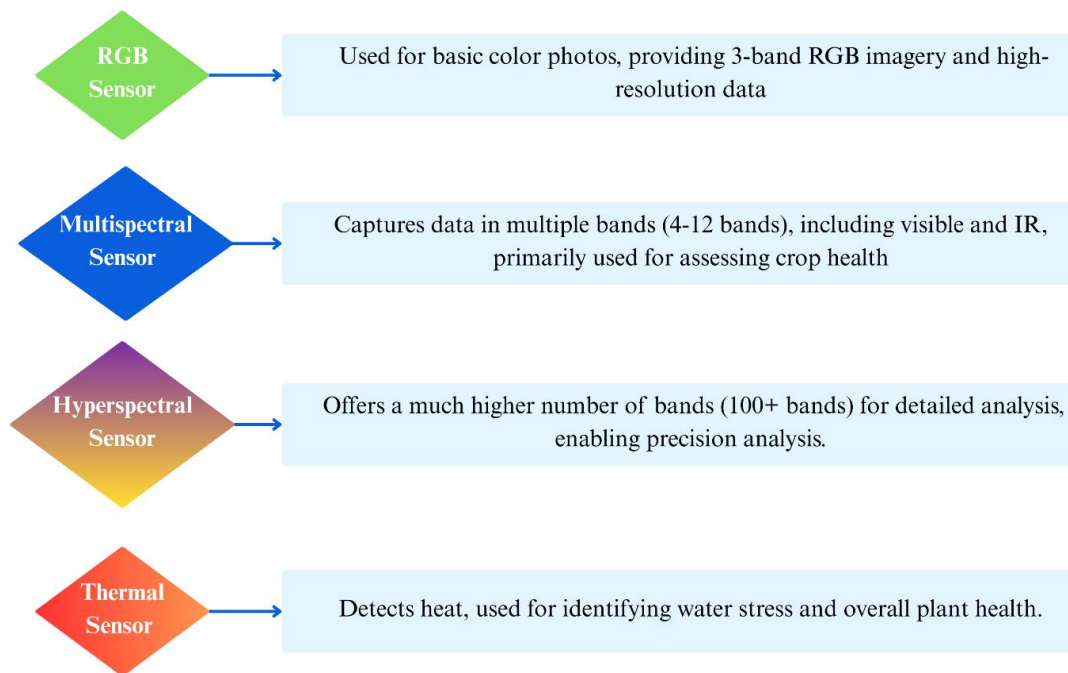 RGB
Sensor
Used for basic color photos, providing 3-band RGB imagery and high-
resolution data
Multispectral
Sensor
Captures data in multiple bands (4-12 bands), including visible and IR,
primarily used for assessing crop health
Hyperspectral
Sensor
Offers a much higher number of bands (100+ bands) for detailed analysis,
enabling precision analysis.
Thermal
Sensor
Detects heat, used for identifying water stress and overall plant health.